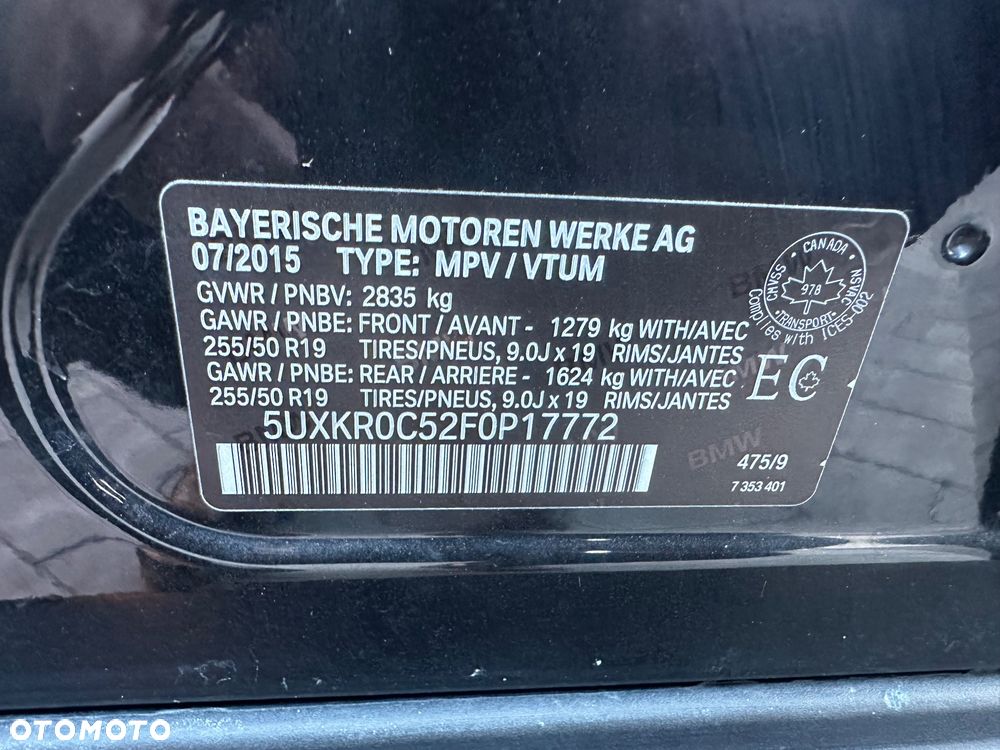 BAYERISCHE MOTOREN WERKE AG
07/2015 TYPE: MPV / VTUM
GVWR / PNBV: 2835 kg
GAWR / PNBE: FRONT / AVANT - 1279 kg WITH/AVEC
255/50 R19 TIRES/PNEUS, 9.0J x 19 RIMS/JANTES
GAWR / PNBE: REAR / ARRIERE - 1624 kg WITH/AVEC
255/50 R19 TIRES/PNEUS, 9.0J x 19 RIMS/JANTES
5UXKR0C52F0P17772
CANADA
CMVSS NSVAC
978
TRANSPORT
Complies with ICES-002
EC
BMW
475/9
7 353 401
OTOMOTO